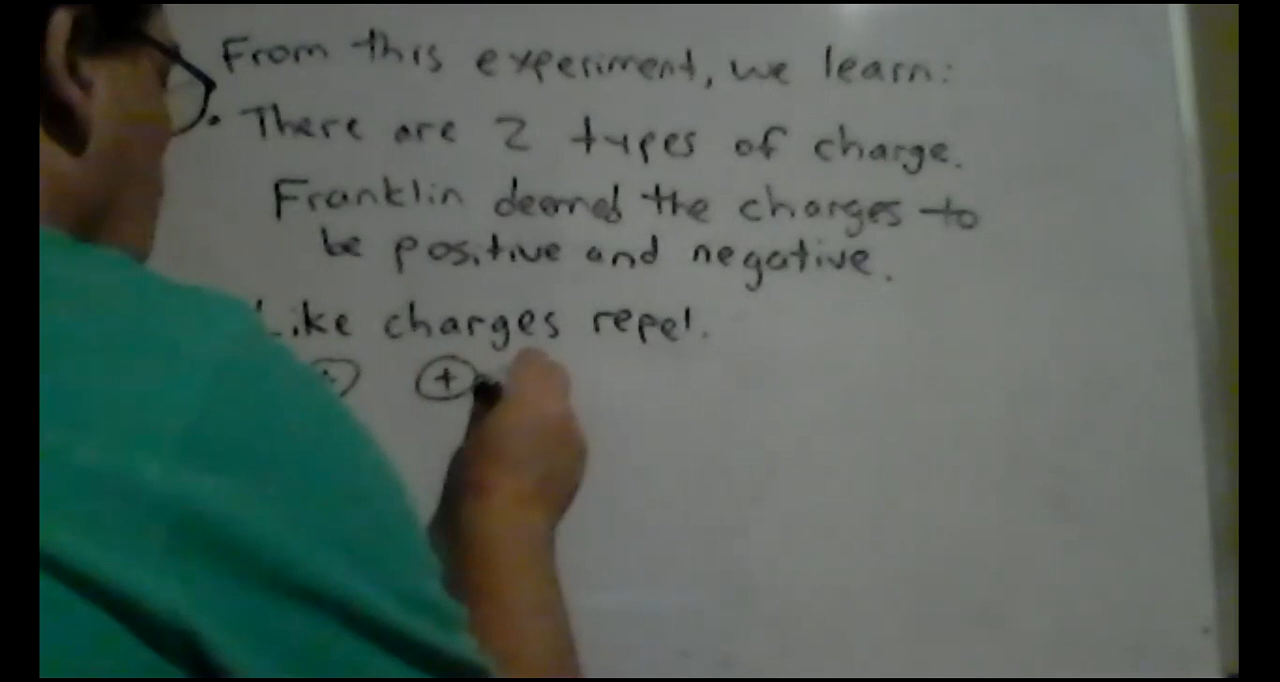 From this experiment, we learn:
• There are 2 types of charge.
Franklin deemed the charges to
be positive and negative.
Like charges repel.
+ +